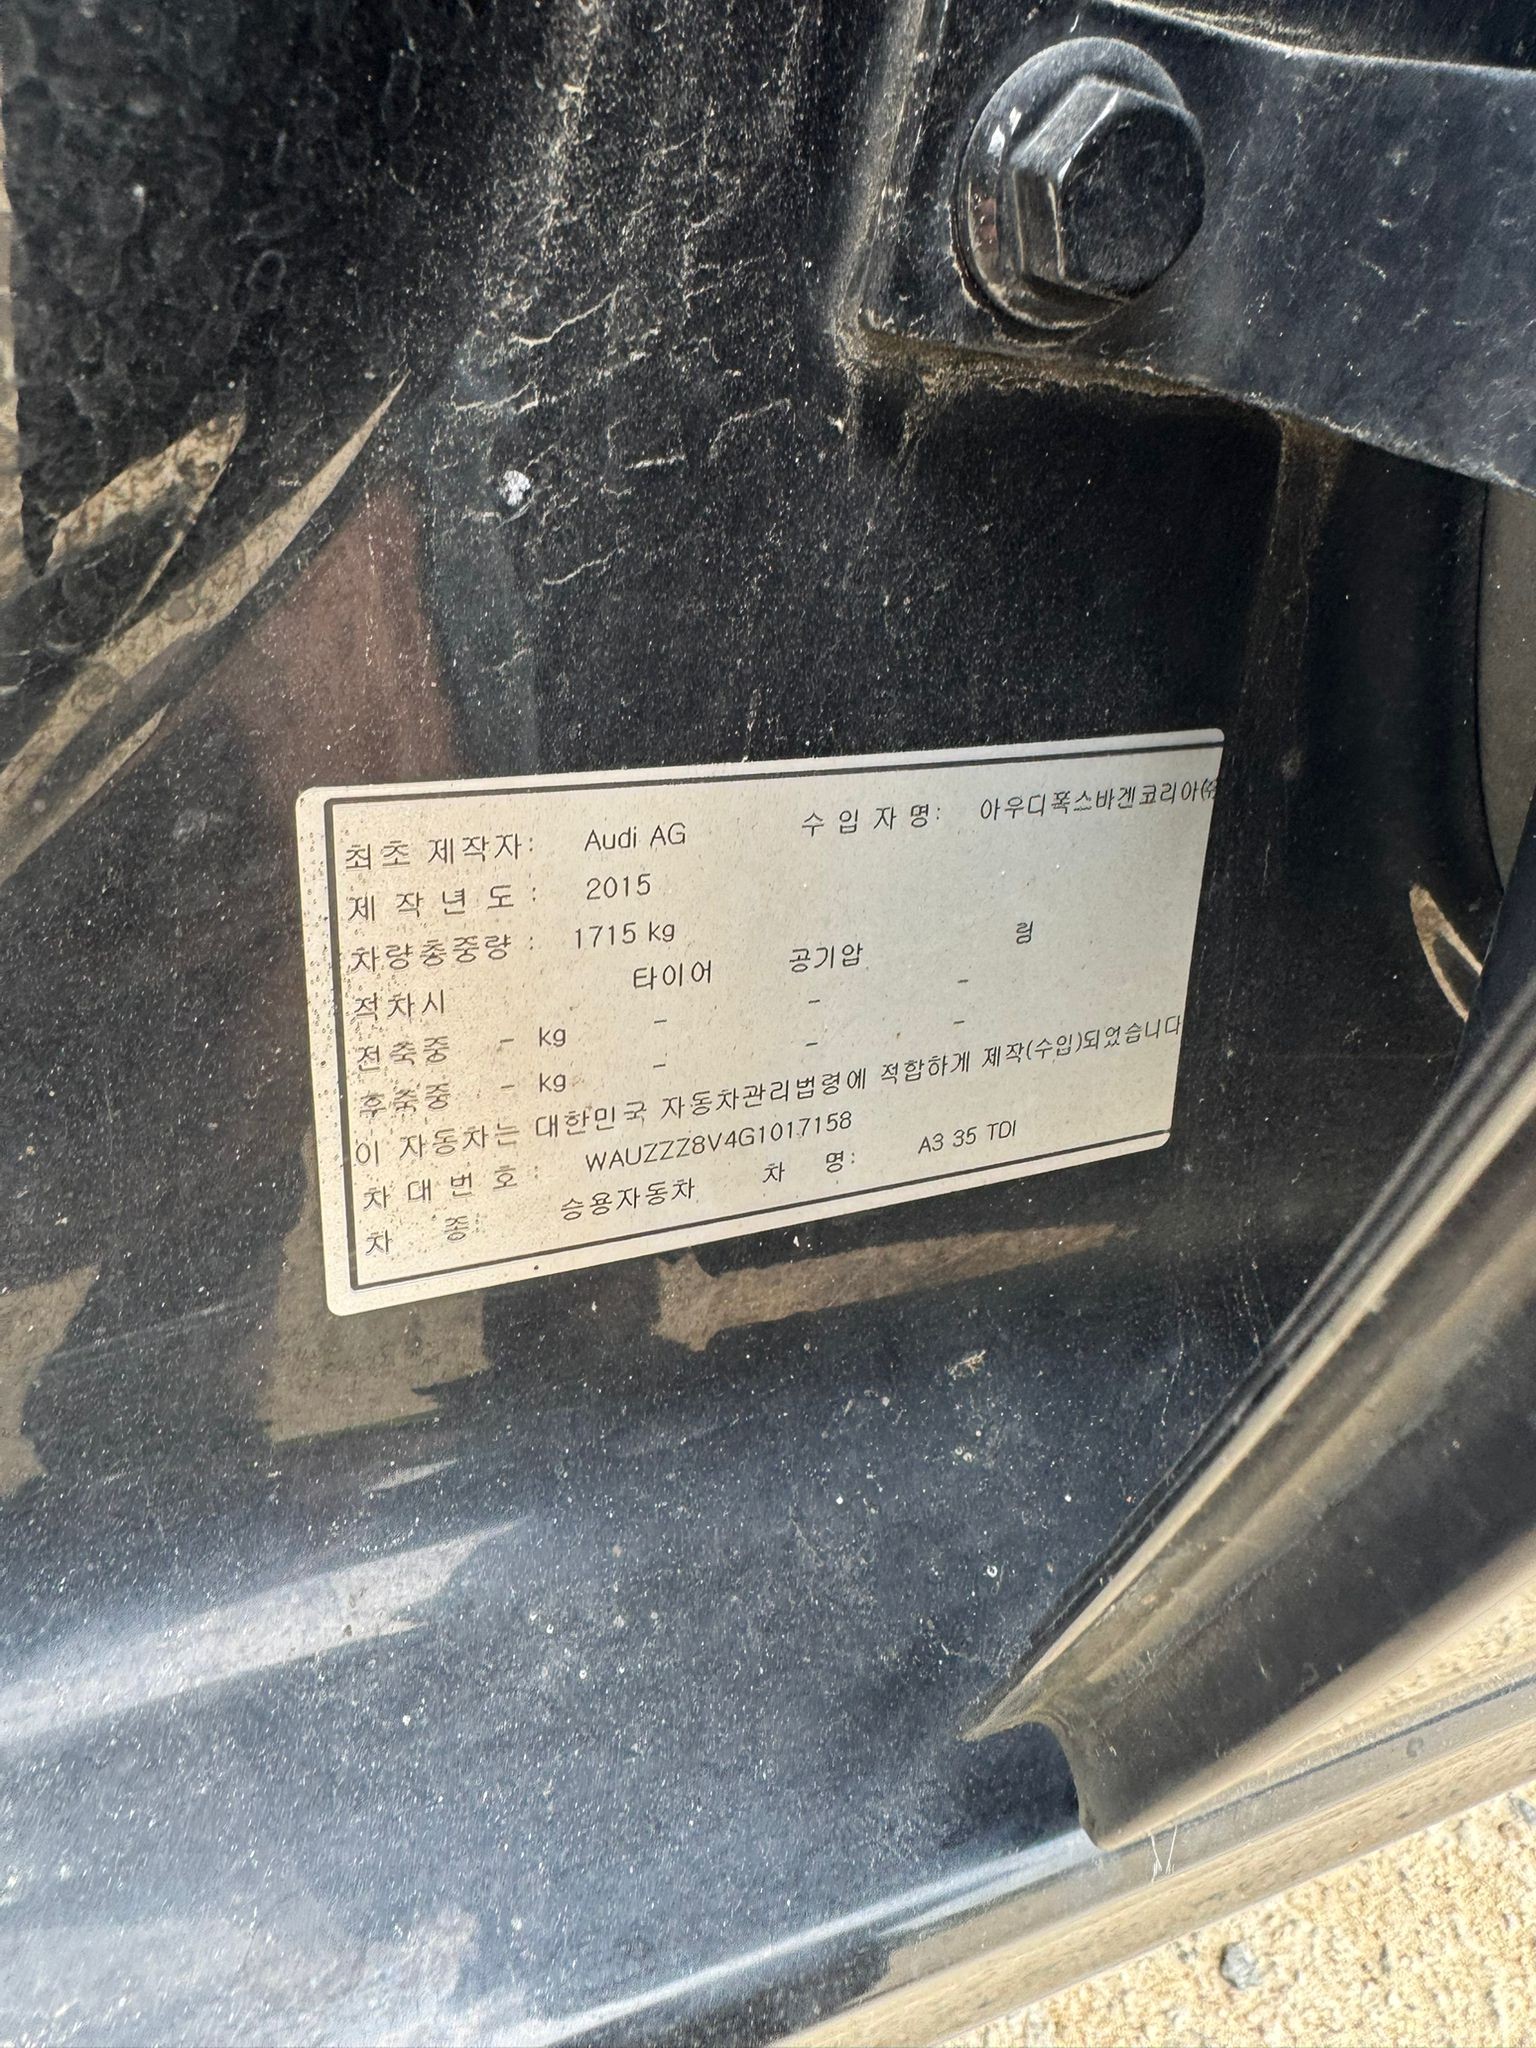 최초 제작자: Audi AG 수 입 자 명: 아우디폭스바겐코리아㈜
제 작 년 도 : 2015
차량총중량 : 1715 kg
적차시 타이어 공기압 림
전축중 - kg - - -
후축중 - kg - - -
이 자동차는 대한민국 자동차관리법령에 적합하게 제작(수입)되었습니다
차 대 번 호 : WAUZZZ8V4G1017158
차 종: 승용자동차 차 명: A3 35 TDI